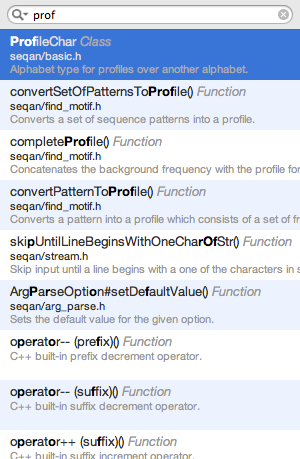 prof
ProfileChar Class
seqan/basic.h
Alphabet type for profiles over another alphabet.
convertSetOfPatternsToProfile() Function
seqan/find_motif.h
Converts a set of sequence patterns into a profile.
completeProfile() Function
seqan/find_motif.h
Concatenates the background frequency with the profile for
convertPatternToProfile() Function
seqan/find_motif.h
Converts a pattern into a profile which consists of a set of fr
skipUntilLineBeginsWithOneCharOfStr() Function
seqan/stream.h
Skip input until a line begins with a one of the characters in s
ArgParseOption#setDefaultValue() Function
seqan/arg_parse.h
Sets the default value for the given option.
operator-- (prefix)() Function
C++ built-in prefix decrement operator.
operator-- (suffix)() Function
C++ built-in suffix decrement operator.
operator++ (suffix)() Function
C++ built-in suffix increment operator.